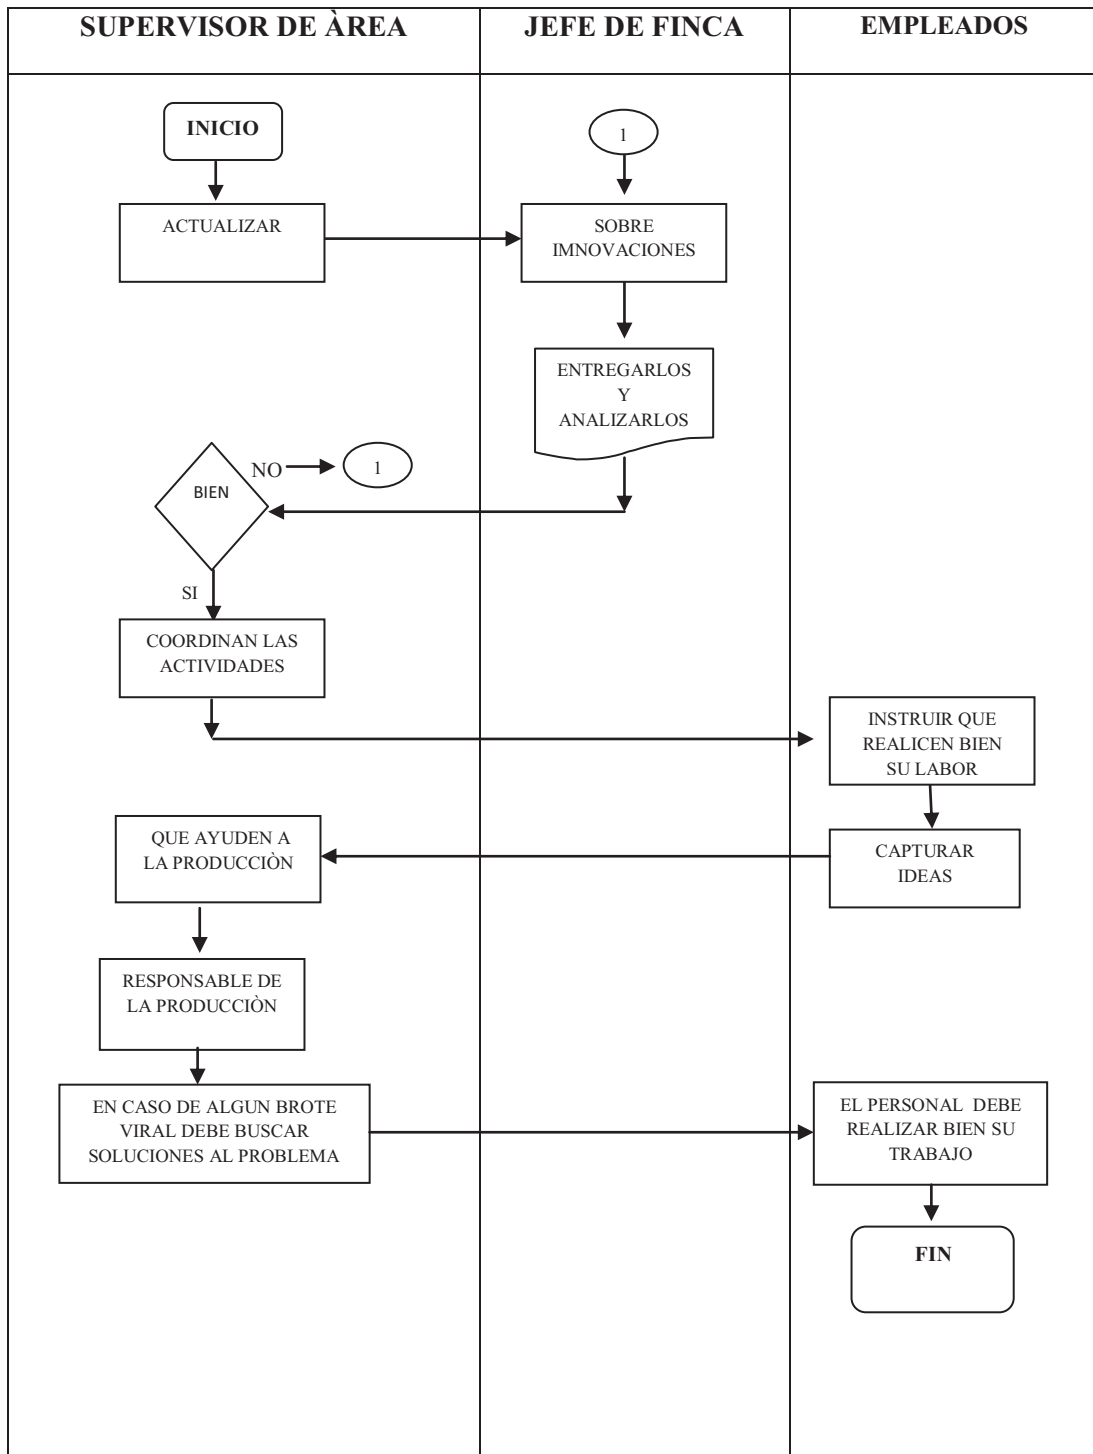 SUPERVISOR DE ÀREA
JEFE DE FINCA
EMPLEADOS
INICIO
1
ACTUALIZAR
SOBRE
IMNOVACIONES
ENTREGARLOS
Y
ANALIZARLOS
BIEN
NO
1
SI
COORDINAN LAS
ACTIVIDADES
INSTRUIR QUE
REALICEN BIEN
SU LABOR
CAPTURAR
IDEAS
QUE AYUDEN A
LA PRODUCCIÒN
RESPONSABLE DE
LA PRODUCCIÒN
EN CASO DE ALGUN BROTE
VIRAL DEBE BUSCAR
SOLUCIONES AL PROBLEMA
EL PERSONAL DEBE
REALIZAR BIEN SU
TRABAJO
FIN